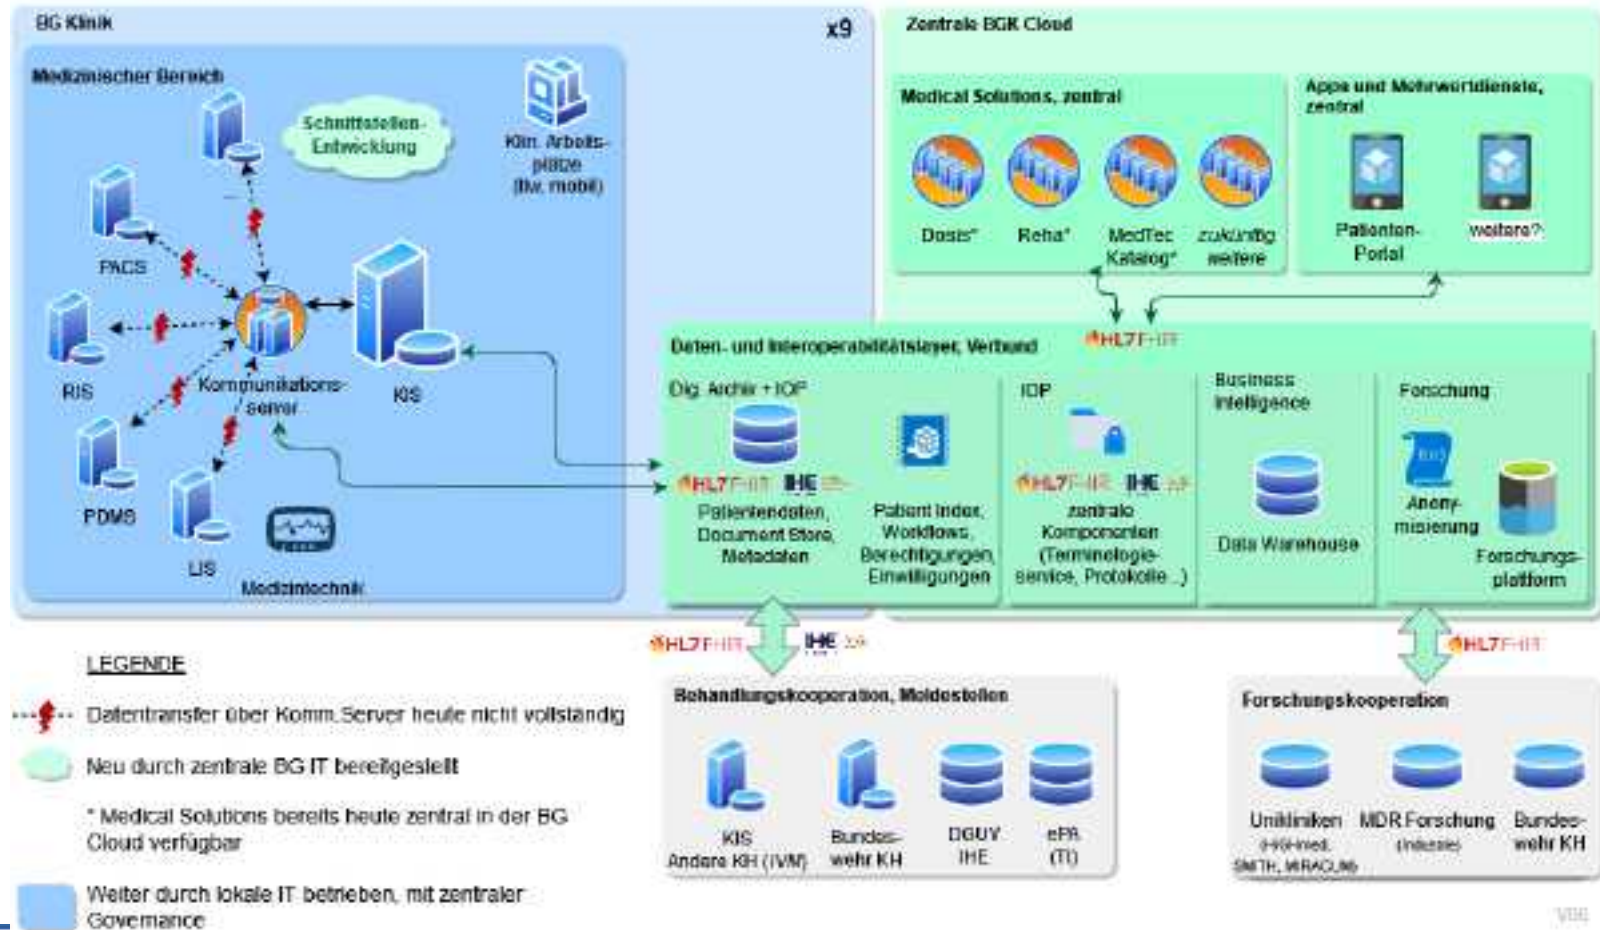 BG Klinik
x9
Medizinischer Bereich
Schnittstellen-
Entwicklung
Klin. Arbeits-
plätze
(tlw. mobil)
PACS
RIS
Kommunikations-
server
KIS
PDMS
LIS
Medizintechnik
Zentrale BGK Cloud
Medical Solutions, zentral
Dosis*
Reha*
MedTec
Katalog*
zukünftig
weitere
Apps und Mehrwertdienste,
zentral
Patienten-
Portal
weitere?
Daten- und Interoperabilitätslayer, Verbund
HL7 FHIR
Dig. Archiv + IOP
HL7 FHIR IHE
Patientendaten,
Document Store,
Metadaten
Patient Index,
Workflows,
Berechtigungen,
Einwilligungen
IOP
HL7 FHIR IHE
zentrale
Komponenten
(Terminologie-
service, Protokolle...)
Business
Intelligence
Data Warehouse
Forschung
Anony-
misierung
Forschungs-
plattform
HL7 FHIR IHE
HL7 FHIR
Behandlungskooperation, Meldestellen
KIS
Andere KH (IVM)
Bundes-
wehr KH
DGUV
IHE
ePA
(TI)
Forschungskooperation
Unikliniken
(HiGHmed,
SMITH, MIRACUM)
MDR Forschung
(Industrie)
Bundes-
wehr KH
LEGENDE
Datentransfer über Komm.Server heute nicht vollständig
Neu durch zentrale BG IT bereitgestellt
* Medical Solutions bereits heute zentral in der BG
Cloud verfügbar
Weiter durch lokale IT betrieben, mit zentraler
Governance